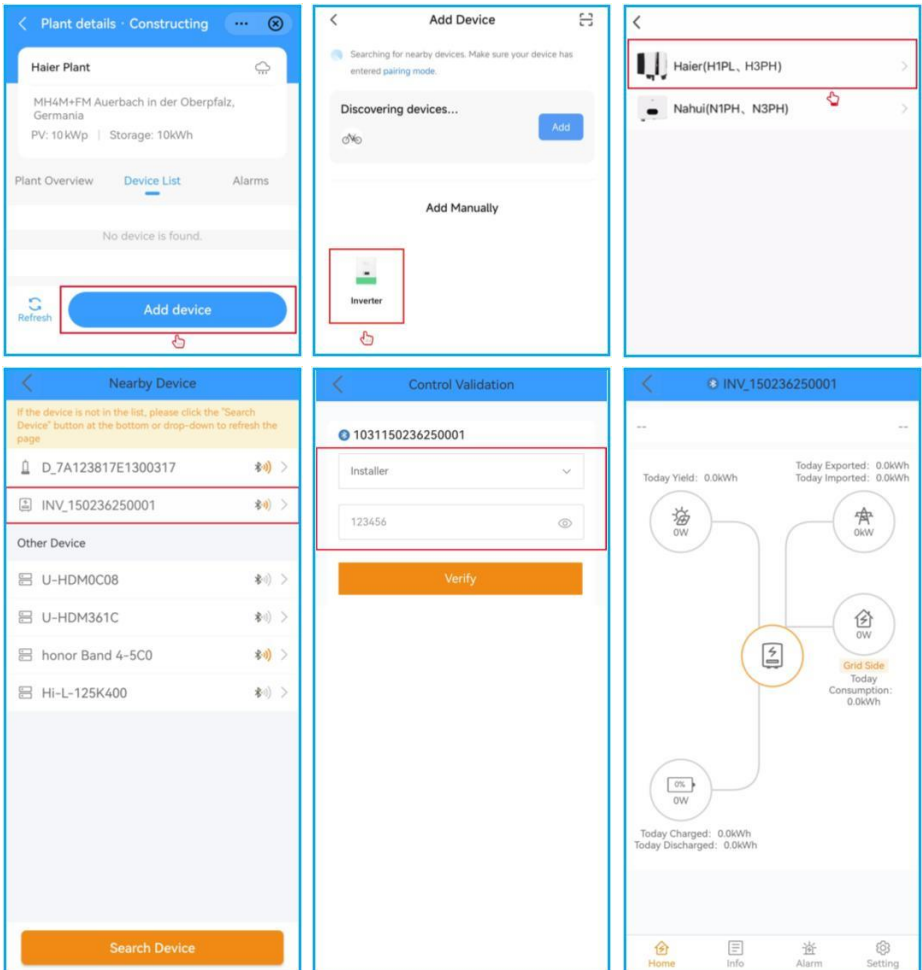 Plant details · Constructing
Haier Plant
MH4M+FM Auerbach in der Oberpfalz,
Germania
PV: 10kWp | Storage: 10kWh
Plant Overview
Device List
Alarms
No device is found.
Refresh
Add device
Add Device
Searching for nearby devices. Make sure your device has
entered pairing mode.
Discovering devices...
Add
Add Manually
Inverter
Haier(H1PL、H3PH)
Nahui(N1PH、N3PH)
Nearby Device
If the device is not in the list, please click the "Search
Device" button at the bottom or drop-down to refresh the
page
D_7A123817E1300317
INV_150236250001
Other Device
U-HDM0C08
U-HDM361C
honor Band 4-5C0
Hi-L-125K400
Search Device
Control Validation
1031150236250001
Installer
123456
Verify
INV_150236250001
--
--
Today Yield: 0.0kWh
Today Exported: 0.0kWh
Today Imported: 0.0kWh
0W
0kW
0W
Grid Side
Today
Consumption:
0.0kWh
0%
0W
Today Charged: 0.0kWh
Today Discharged: 0.0kWh
Home
Info
Alarm
Setting